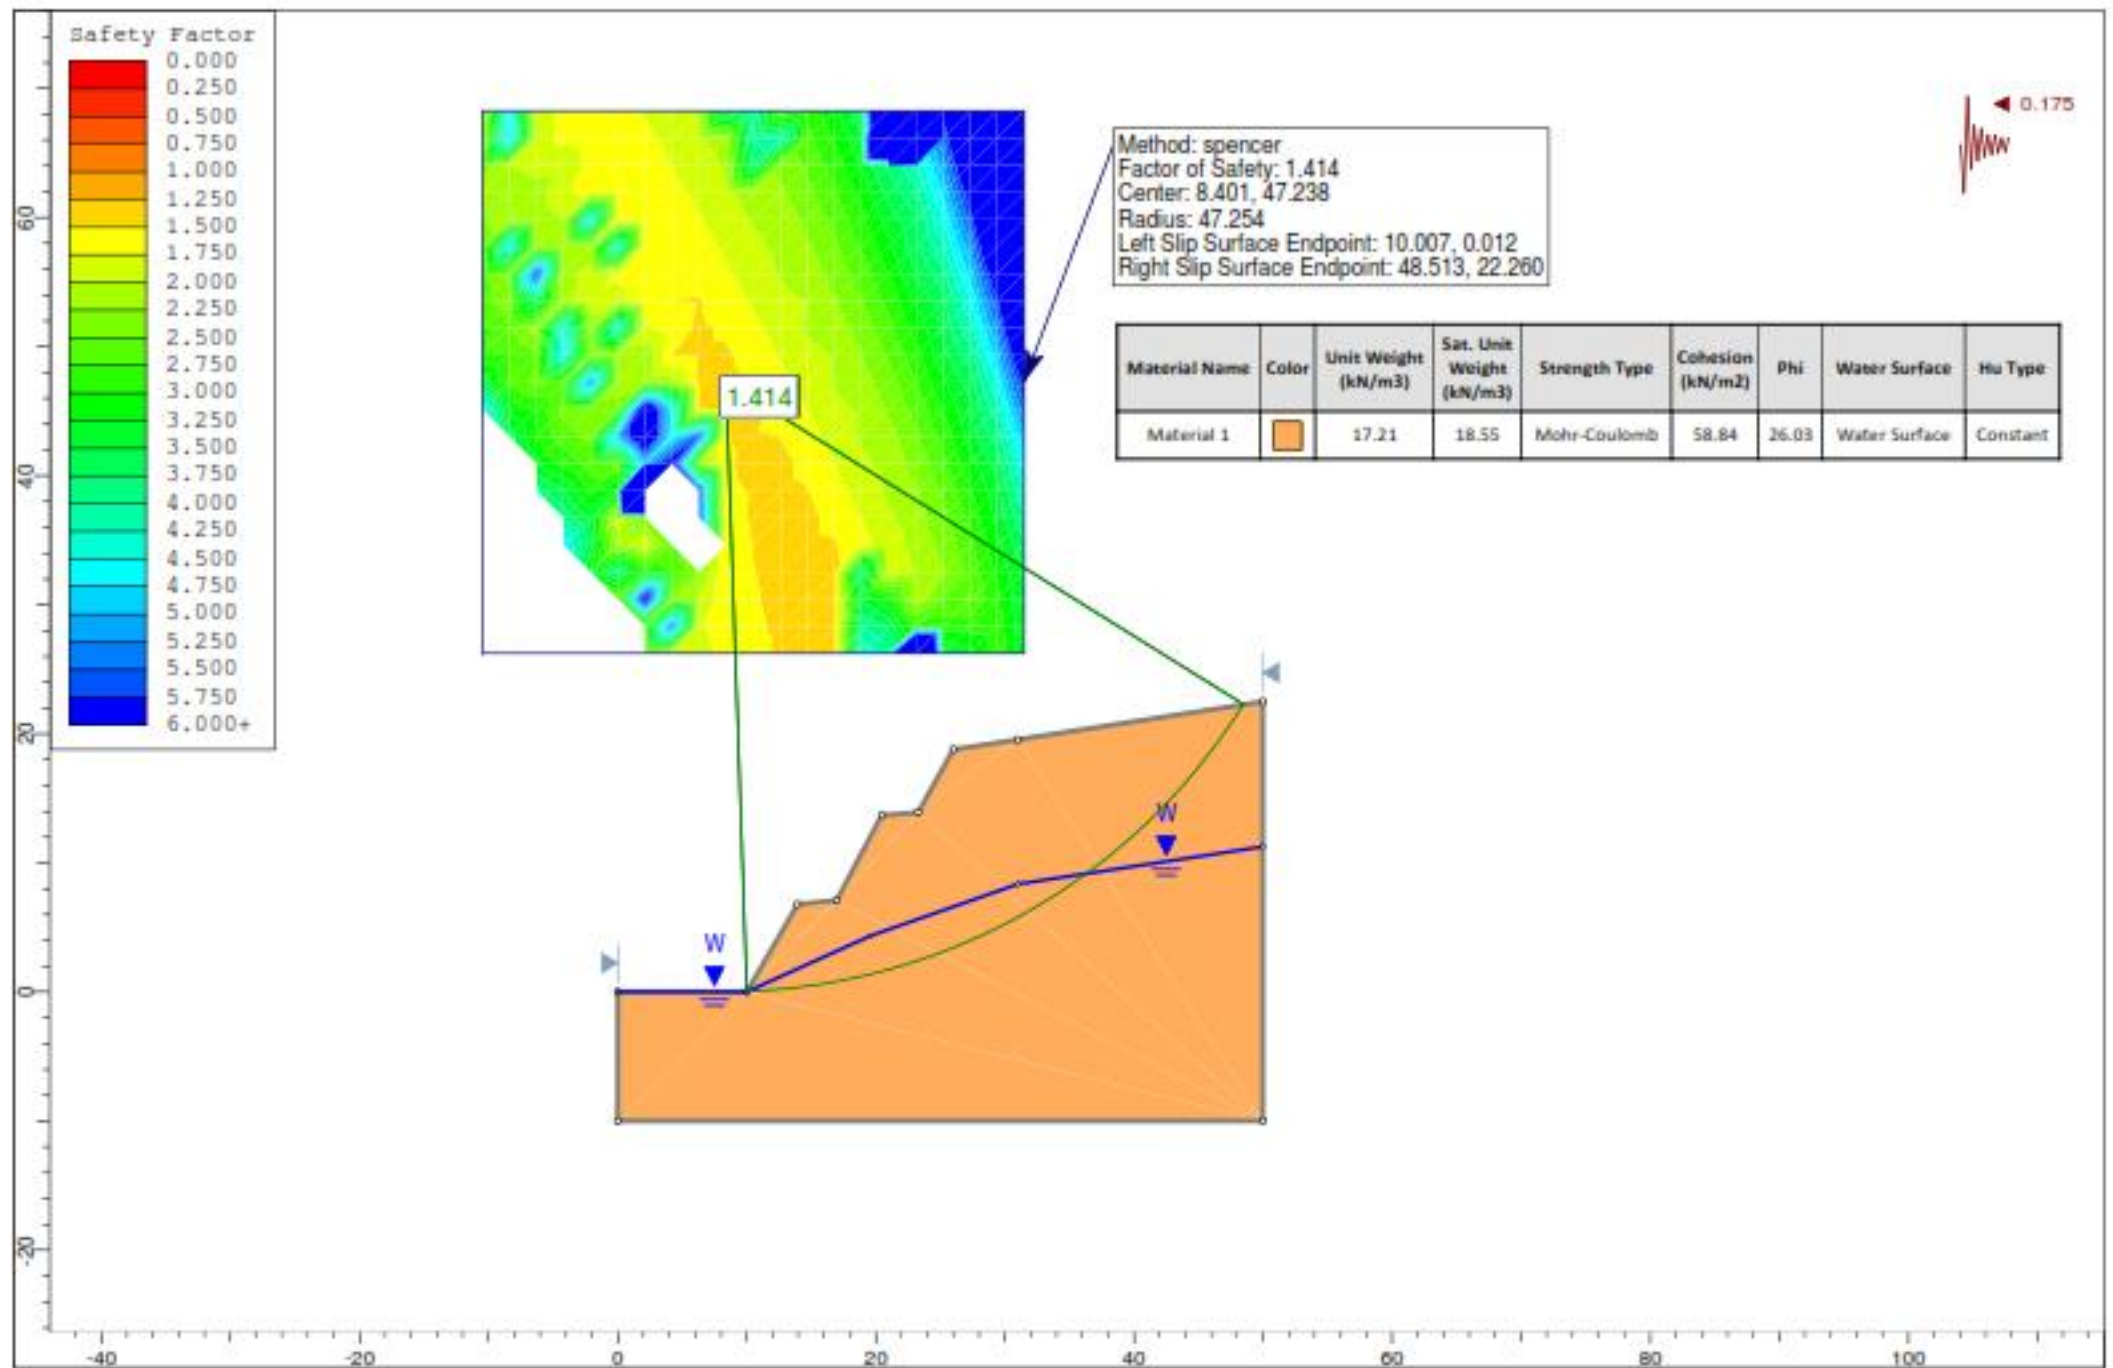 Safety Factor
0.000
0.250
0.500
0.750
1.000
1.250
1.500
1.750
2.000
2.250
2.500
2.750
3.000
3.250
3.500
3.750
4.000
4.250
4.500
4.750
5.000
5.250
5.500
5.750
6.000+
0.175
Method: spencer
Factor of Safety: 1.414
Center: 8.401, 47.238
Radius: 47.254
Left Slip Surface Endpoint: 10.007, 0.012
Right Slip Surface Endpoint: 48.513, 22.260
Material Name Color Unit Weight (kN/m3) Sat. Unit Weight (kN/m3) Strength Type Cohesion (kN/m2) Phi Water Surface Hu Type
Material 1 17.21 18.55 Mohr-Coulomb 58.84 26.03 Water Surface Constant
1.414
W
W
60
40
20
0
-20
-40 -20 0 20 40 60 80 100